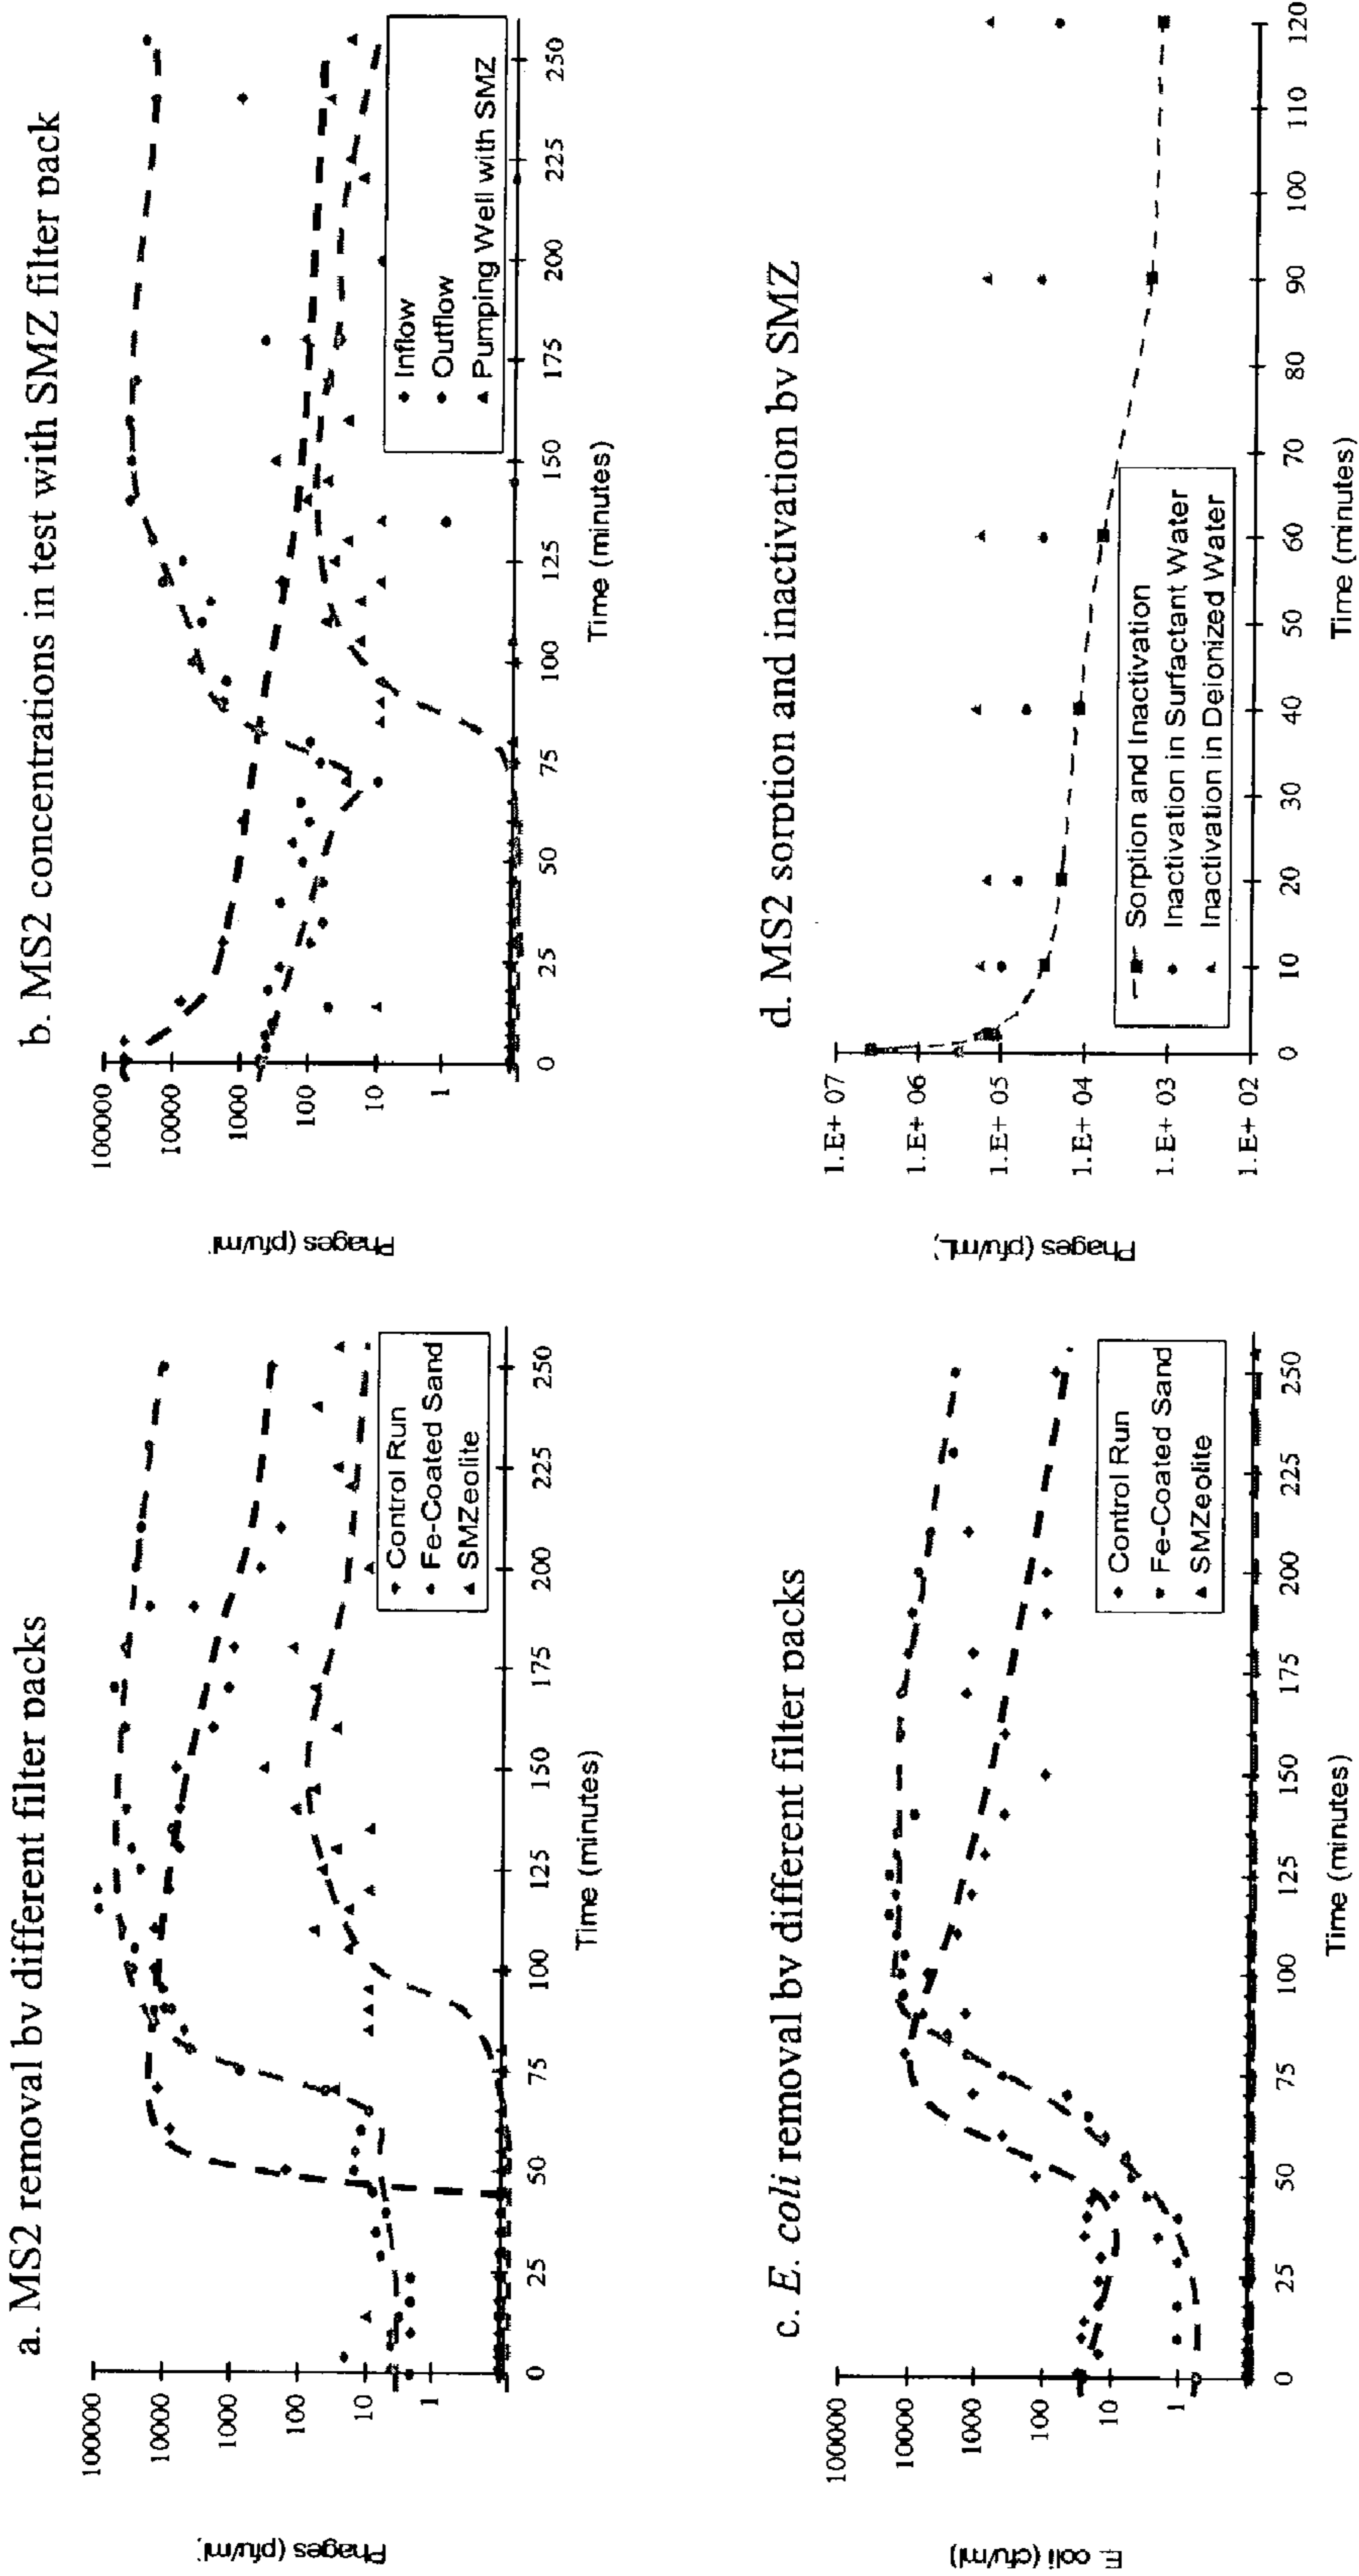 a. MS2 removal bv different filter packs
Phages (pfu/ml
100000
10000
1000
100
10
1
0
25
50
75
100
125
150
175
200
225
250
Time (minutes)
Control Run
Fe-Coated Sand
SMZeolite
b. MS2 concentrations in test with SMZ filter pack
Phages (pfu/ml
100000
10000
1000
100
10
1
0
25
50
75
100
125
150
175
200
225
250
Time (minutes)
Inflow
Outflow
Pumping Well with SMZ
c. E. coli removal bv different filter packs
E coli (cfu/ml)
100000
10000
1000
100
10
1
0
25
50
75
100
125
150
175
200
225
250
Time (minutes)
Control Run
Fe-Coated Sand
SMZeolite
d. MS2 sorption and inactivation bv SMZ
Phages (pfu/mL)
1.E+ 07
1.E+ 06
1.E+ 05
1.E+ 04
1.E+ 03
1.E+ 02
0
10
20
30
40
50
60
70
80
90
100
110
120
Time (minutes)
Sorption and Inactivation
Inactivation in Surfactant Water
Inactivation in Deionized Water